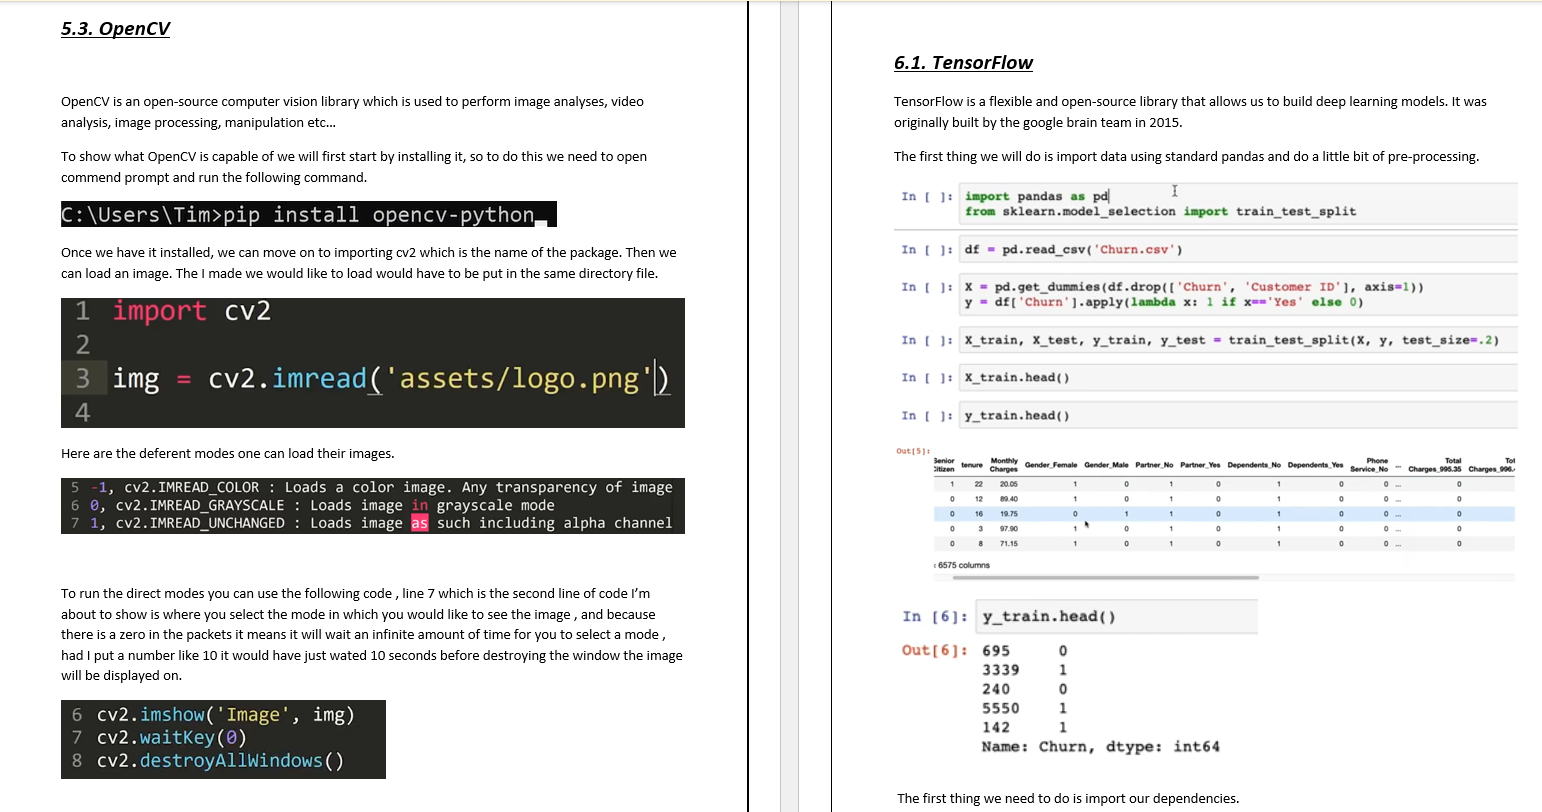 5.3. OpenCV
OpenCV is an open-source computer vision library which is used to perform image analyses, video
analysis, image processing, manipulation etc...
To show what OpenCV is capable of we will first start by installing it, so to do this we need to open
commend prompt and run the following command.
C:\Users\Tim>pip install opencv-python_
Once we have it installed, we can move on to importing cv2 which is the name of the package. Then we
can load an image. The I made we would like to load would have to be put in the same directory file.
1 import cv2
2
3 img = cv2.imread('assets/logo.png')
4
Here are the deferent modes one can load their images.
5 -1, cv2.IMREAD_COLOR : Loads a color image. Any transparency of image
6 0, cv2.IMREAD_GRAYSCALE : Loads image in grayscale mode
7 1, cv2.IMREAD_UNCHANGED : Loads image as such including alpha channel
To run the direct modes you can use the following code , line 7 which is the second line of code I'm
about to show is where you select the mode in which you would like to see the image , and because
there is a zero in the packets it means it will wait an infinite amount of time for you to select a mode ,
had I put a number like 10 it would have just wated 10 seconds before destroying the window the image
will be displayed on.
6 cv2.imshow('Image', img)
7 cv2.waitKey(0)
8 cv2.destroyAllWindows()
6.1. TensorFlow
TensorFlow is a flexible and open-source library that allows us to build deep learning models. It was
originally built by the google brain team in 2015.
The first thing we will do is import data using standard pandas and do a little bit of pre-processing.
In [ ]: import pandas as pd
from sklearn.model_selection import train_test_split
In [ ]: df = pd.read_csv('Churn.csv')
In [ ]: X = pd.get_dummies(df.drop(['Churn', 'Customer ID'], axis=1))
y = df['Churn'].apply(lambda x: 1 if x=='Yes' else 0)
In [ ]: X_train, X_test, y_train, y_test = train_test_split(X, y, test_size=.2)
In [ ]: X_train.head()
In [ ]: y_train.head()
Out[5]:
Senior Citizen tenure Monthly Charges Gender_Female Gender_Male Partner_No Partner_Yes Dependents_No Dependents_Yes Phone Service_No ... Total Charges_995.35 Tot Charges_996.
1 22 20.05 1 0 1 0 1 0 0 ... 0
0 12 89.40 1 0 1 0 1 0 0 ... 0
0 16 19.75 0 1 1 0 1 0 0 ... 0
0 3 97.90 1 0 1 0 1 0 0 ... 0
0 8 71.15 1 0 1 0 1 0 0 ... 0
: 6575 columns
In [6]: y_train.head()
Out[6]: 695 0
3339 1
240 0
5550 1
142 1
Name: Churn, dtype: int64
The first thing we need to do is import our dependencies.